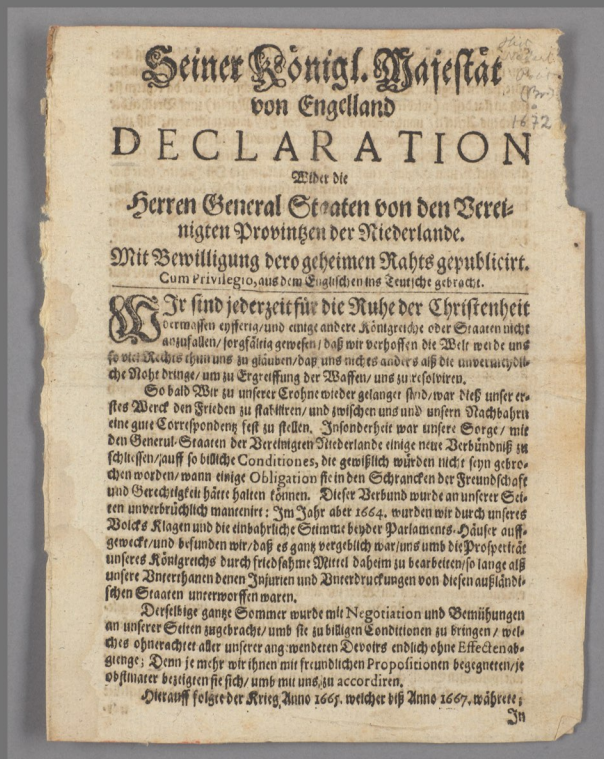 Seiner Königl. Majestät
von Engelland
DECLARATION
Wider die
Herren General Staaten von den Verei-
nigten Provintzen der Niederlande.
Mit Bewilligung dero geheimen Rahts gepublicirt.
Cum Privilegio, aus dem Englischen ins Teutsche gebracht.
WIr sind jederzeit für die Ruhe der Christenheit
dermassen eyfferig/ und einige andere Königreiche oder Staaten nicht
anzufallen/ sorgfältig gewesen/ daß wir verhoffen die Welt werde uns
so viel Rechts thun uns zu gläuben/ daß uns nichts anders alß die unvermeydli-
che Noht dringe/ um zu Ergreiffung der Waffen/ uns zu resolviren.
So bald Wir zu unserer Crohne wieder gelanget sind/ war dieß unser er-
stes Werck den Frieden zu stabiliren/ und zwischen uns und unsern Nachbahrn
eine gute Correspondentz fest zu stellen. Insonderheit war unsere Sorge/ mit
den General-Staaten der Vereinigten Niederlande einige neue Verbündniß zu
schliessen/ auff so billiche Conditiones, die gewißlich würden nicht seyn gebro-
chen worden/ wann einige Obligation sie in den Schrancken der Freundschaft
und Gerechtigkeit hätte halten können. Dieser Verbund wurde an unserer Sei-
ten unverbrüchlich mantenirt: Im Jahr aber 1664. wurden wir durch unseres
Volcks Klagen und die einbahrliche Stimme beyder Parlaments-Häuser auff-
geweckt/ und befunden wir/ daß es gantz vergeblich war/ uns umb die Prosperität
unseres Königreichs durch friedsahme Mittel daheim zu bearbeiten/ so lange alß
unsere Unterthanen denen Injurien und Unterdruckungen von diesen außländi-
schen Staaten unterworffen waren.
Derselbige gantze Sommer wurde mit Negotiation und Bemühungen
an unserer Seiten zugebracht/ umb sie zu billigen Conditionen zu bringen/ wel-
ches ohnerachtet aller unserer angewendeten Devoirs endlich ohne Effecten ab-
gienge; Denn je mehr wir ihnen mit freundlichen Propositionen begegneten/ je
obstinater bezeigten sie sich/ umb mit uns zu accordiren.
Hierauff folgte der Krieg Anno 1665. welcher biß Anno 1667. währete;
In
1672